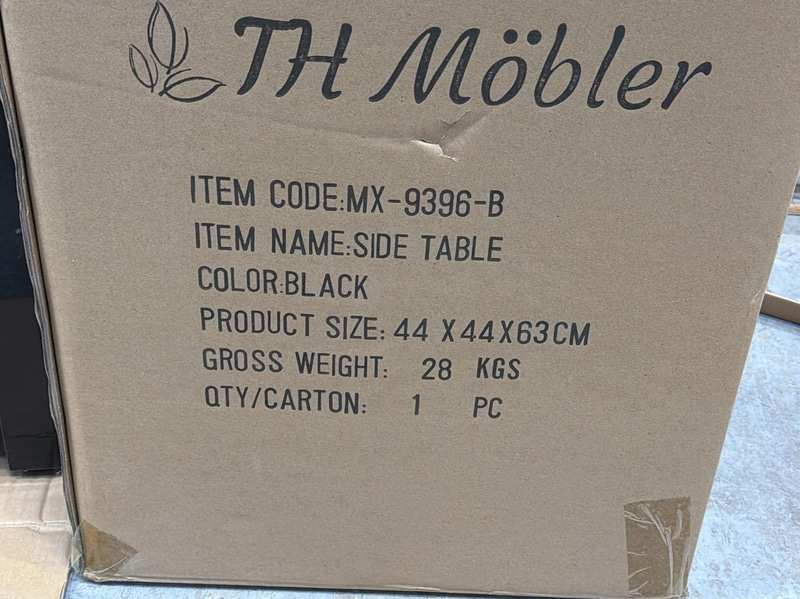 TH Möbler
ITEM CODE:MX-9396-B
ITEM NAME:SIDE TABLE
COLOR:BLACK
PRODUCT SIZE: 44 X44X63CM
GROSS WEIGHT: 28 KGS
QTY/CARTON: 1 PC